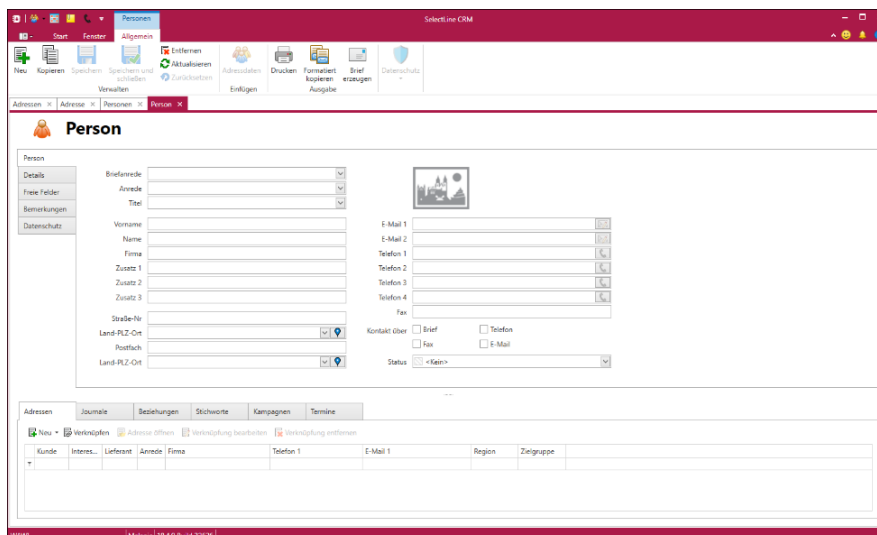 Personen SelectLine CRM
Start Fenster Allgemein
Neu Kopieren Speichern Speichern und schließen Entfernen Aktualisieren Zurücksetzen Adressdaten Drucken Formatiert kopieren Brief erzeugen Datenschutz
Verwalten Einfügen Ausgabe
Adressen × Adresse × Personen × Person ×
Person
Person
Details
Freie Felder
Bemerkungen
Datenschutz
Briefanrede
Anrede
Titel
Vorname
Name
Firma
Zusatz 1
Zusatz 2
Zusatz 3
Straße-Nr
Land-PLZ-Ort
Postfach
Land-PLZ-Ort
E-Mail 1
E-Mail 2
Telefon 1
Telefon 2
Telefon 3
Telefon 4
Fax
Kontakt über Brief Telefon
Fax E-Mail
Status <Kein>
Adressen Journale Beziehungen Stichworte Kampagnen Termine
Neu Verknüpfen Adresse öffnen Verknüpfung bearbeiten Verknüpfung entfernen
Kunde Interes... Lieferant Anrede Firma Telefon 1 E-Mail 1 Region Zielgruppe